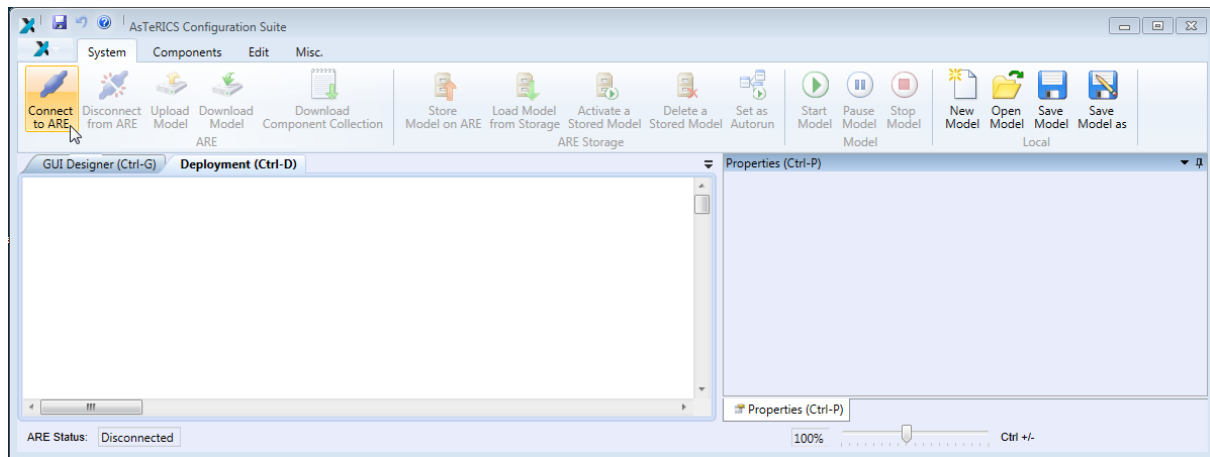 AsTeRICS Configuration Suite
System Components Edit Misc.
Connect to ARE
Disconnect from ARE
Upload Model
Download Model
Download Component Collection
ARE
Store Model on ARE
Load Model from Storage
Activate a Stored Model
Delete a Stored Model
Set as Autorun
ARE Storage
Start Model
Pause Model
Stop Model
Model
New Model
Open Model
Save Model
Save Model as
Local
GUI Designer (Ctrl-G) Deployment (Ctrl-D)
Properties (Ctrl-P)
Properties (Ctrl-P)
ARE Status: Disconnected
100%
Ctrl +/-